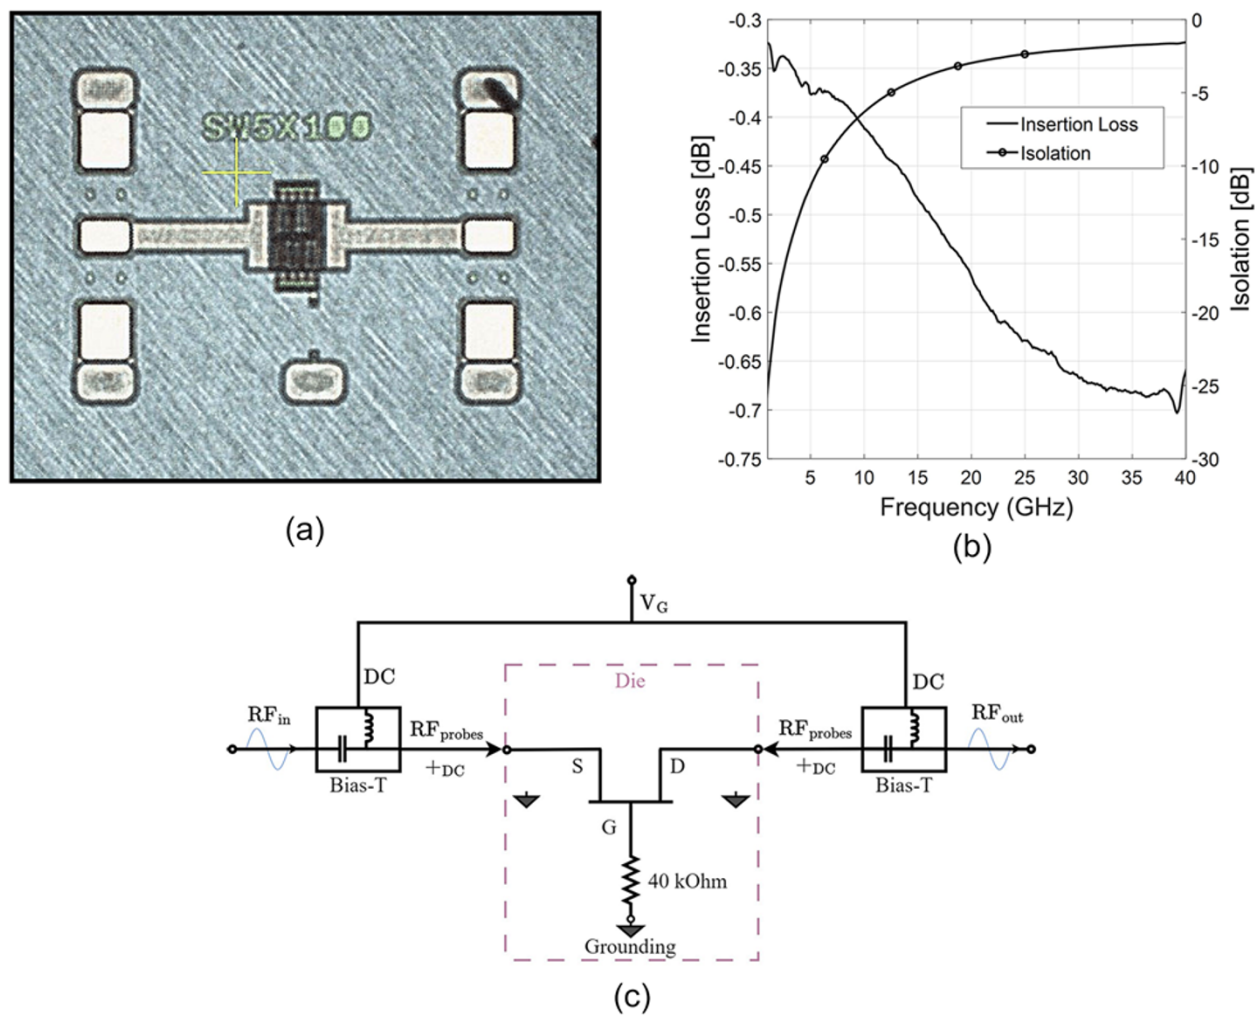 SW5X100
(a)
Insertion Loss [dB]
-0.3
-0.35
-0.4
-0.45
-0.5
-0.55
-0.6
-0.65
-0.7
-0.75
0
-5
-10
-15
-20
-25
-30
Isolation [dB]
Insertion Loss
Isolation
5 10 15 20 25 30 35 40
Frequency (GHz)
(b)
VG
DC
DC
RFin
RFprobes
+DC
Bias-T
Die
S
D
G
40 kOhm
Grounding
RFprobes
+DC
RFout
Bias-T
(c)